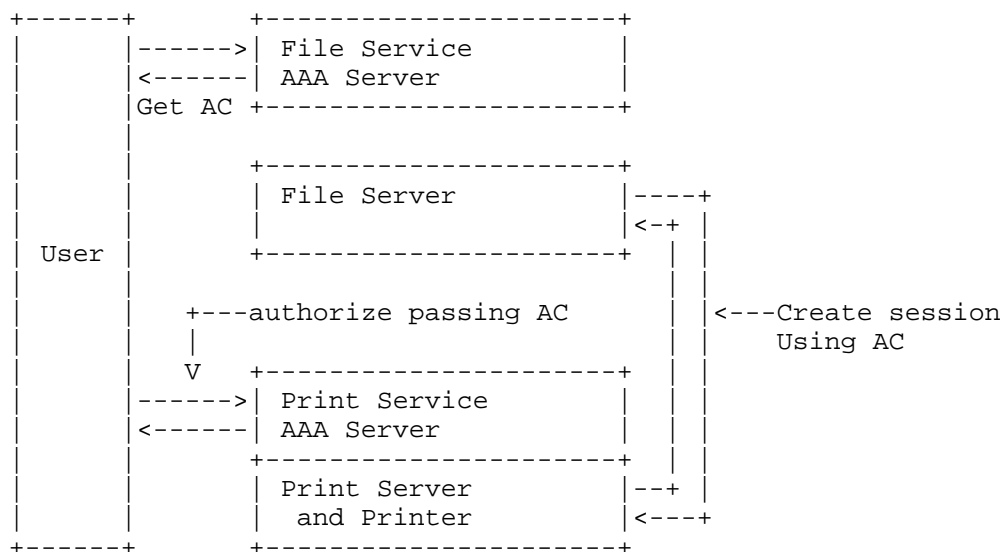 File Service
AAA Server
Get AC
File Server
User
authorize passing AC
Create session
Using AC
V
Print Service
AAA Server
Print Server
and Printer